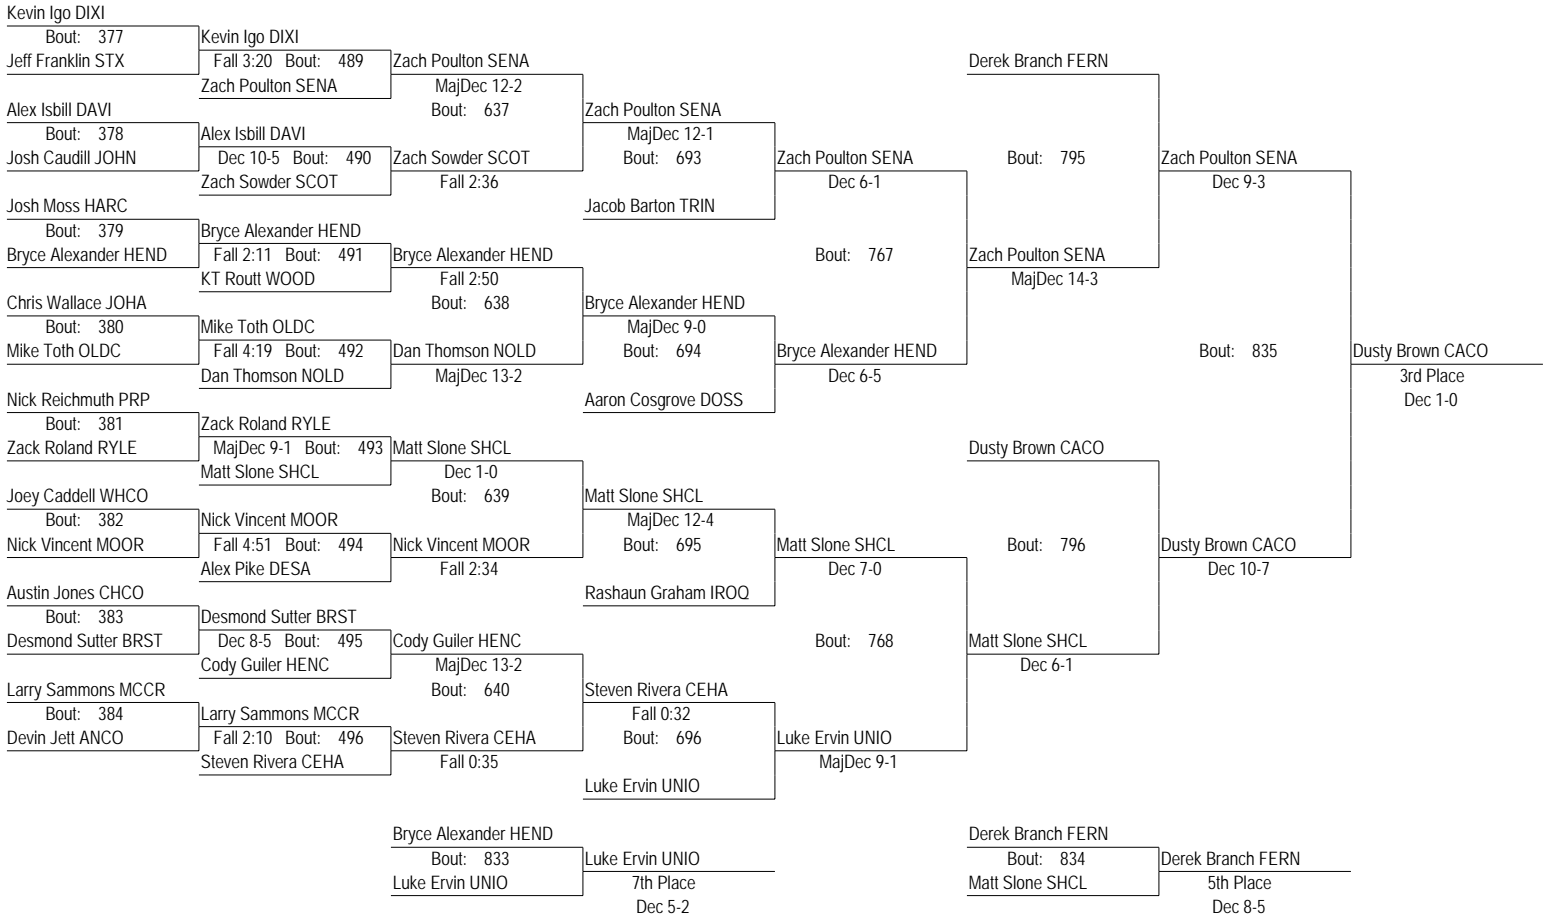 Kevin Igo DIXI
Bout: 377
Kevin Igo DIXI
Jeff Franklin STX
Fall 3:20 Bout: 489
Zach Poulton SENA
Derek Branch FERN
Zach Poulton SENA
MajDec 12-2
Alex Isbill DAVI
Bout: 637
Zach Poulton SENA
Bout: 378
Alex Isbill DAVI
MajDec 12-1
Josh Caudill JOHN
Dec 10-5 Bout: 490
Zach Sowder SCOT
Bout: 693
Zach Poulton SENA
Bout: 795
Zach Poulton SENA
Zach Sowder SCOT
Fall 2:36
Dec 6-1
Dec 9-3
Josh Moss HARC
Jacob Barton TRIN
Bout: 379
Bryce Alexander HEND
Bryce Alexander HEND
Fall 2:11 Bout: 491
Bryce Alexander HEND
Bout: 767
Zach Poulton SENA
KT Routt WOOD
Fall 2:50
MajDec 14-3
Chris Wallace JOHA
Bout: 638
Bryce Alexander HEND
Bout: 380
Mike Toth OLDC
MajDec 9-0
Mike Toth OLDC
Fall 4:19 Bout: 492
Dan Thomson NOLD
Bout: 694
Bryce Alexander HEND
Bout: 835
Dusty Brown CACO
Dan Thomson NOLD
MajDec 13-2
Dec 6-5
3rd Place
Nick Reichmuth PRP
Aaron Cosgrove DOSS
Dec 1-0
Bout: 381
Zack Roland RYLE
Zack Roland RYLE
MajDec 9-1 Bout: 493
Matt Slone SHCL
Dusty Brown CACO
Matt Slone SHCL
Dec 1-0
Joey Caddell WHCO
Bout: 639
Matt Slone SHCL
Bout: 382
Nick Vincent MOOR
MajDec 12-4
Nick Vincent MOOR
Fall 4:51 Bout: 494
Nick Vincent MOOR
Bout: 695
Matt Slone SHCL
Bout: 796
Dusty Brown CACO
Alex Pike DESA
Fall 2:34
Dec 7-0
Dec 10-7
Austin Jones CHCO
Rashaun Graham IROQ
Bout: 383
Desmond Sutter BRST
Desmond Sutter BRST
Dec 8-5 Bout: 495
Cody Guiler HENC
Bout: 768
Matt Slone SHCL
Cody Guiler HENC
MajDec 13-2
Dec 6-1
Larry Sammons MCCR
Bout: 640
Steven Rivera CEHA
Bout: 384
Larry Sammons MCCR
Fall 0:32
Devin Jett ANCO
Fall 2:10 Bout: 496
Steven Rivera CEHA
Bout: 696
Luke Ervin UNIO
Steven Rivera CEHA
Fall 0:35
MajDec 9-1
Luke Ervin UNIO
Bryce Alexander HEND
Derek Branch FERN
Bout: 833
Luke Ervin UNIO
Bout: 834
Derek Branch FERN
Luke Ervin UNIO
7th Place
Matt Slone SHCL
5th Place
Dec 5-2
Dec 8-5